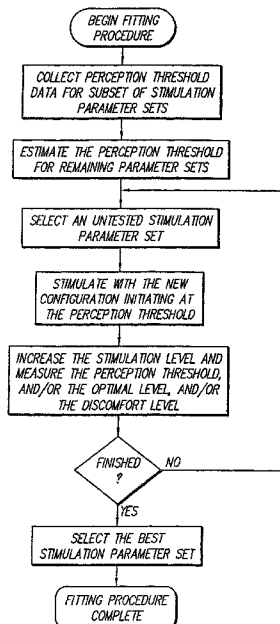 BEGIN FITTING
PROCEDURE
COLLECT PERCEPTION THRESHOLD
DATA FOR SUBSET OF STIMULATION
PARAMETER SETS
ESTIMATE THE PERCEPTION THRESHOLD
FOR REMAINING PARAMETER SETS
SELECT AN UNTESTED STIMULATION
PARAMETER SET
STIMULATE WITH THE NEW
CONFIGURATION INITIATING AT
THE PERCEPTION THRESHOLD
INCREASE THE STIMULATION LEVEL AND
MEASURE THE PERCEPTION THRESHOLD,
AND/OR THE OPTIMAL LEVEL, AND/OR
THE DISCOMFORT LEVEL
FINISHED
?
NO
YES
SELECT THE BEST
STIMULATION PARAMETER SET
FITTING PROCEDURE
COMPLETE